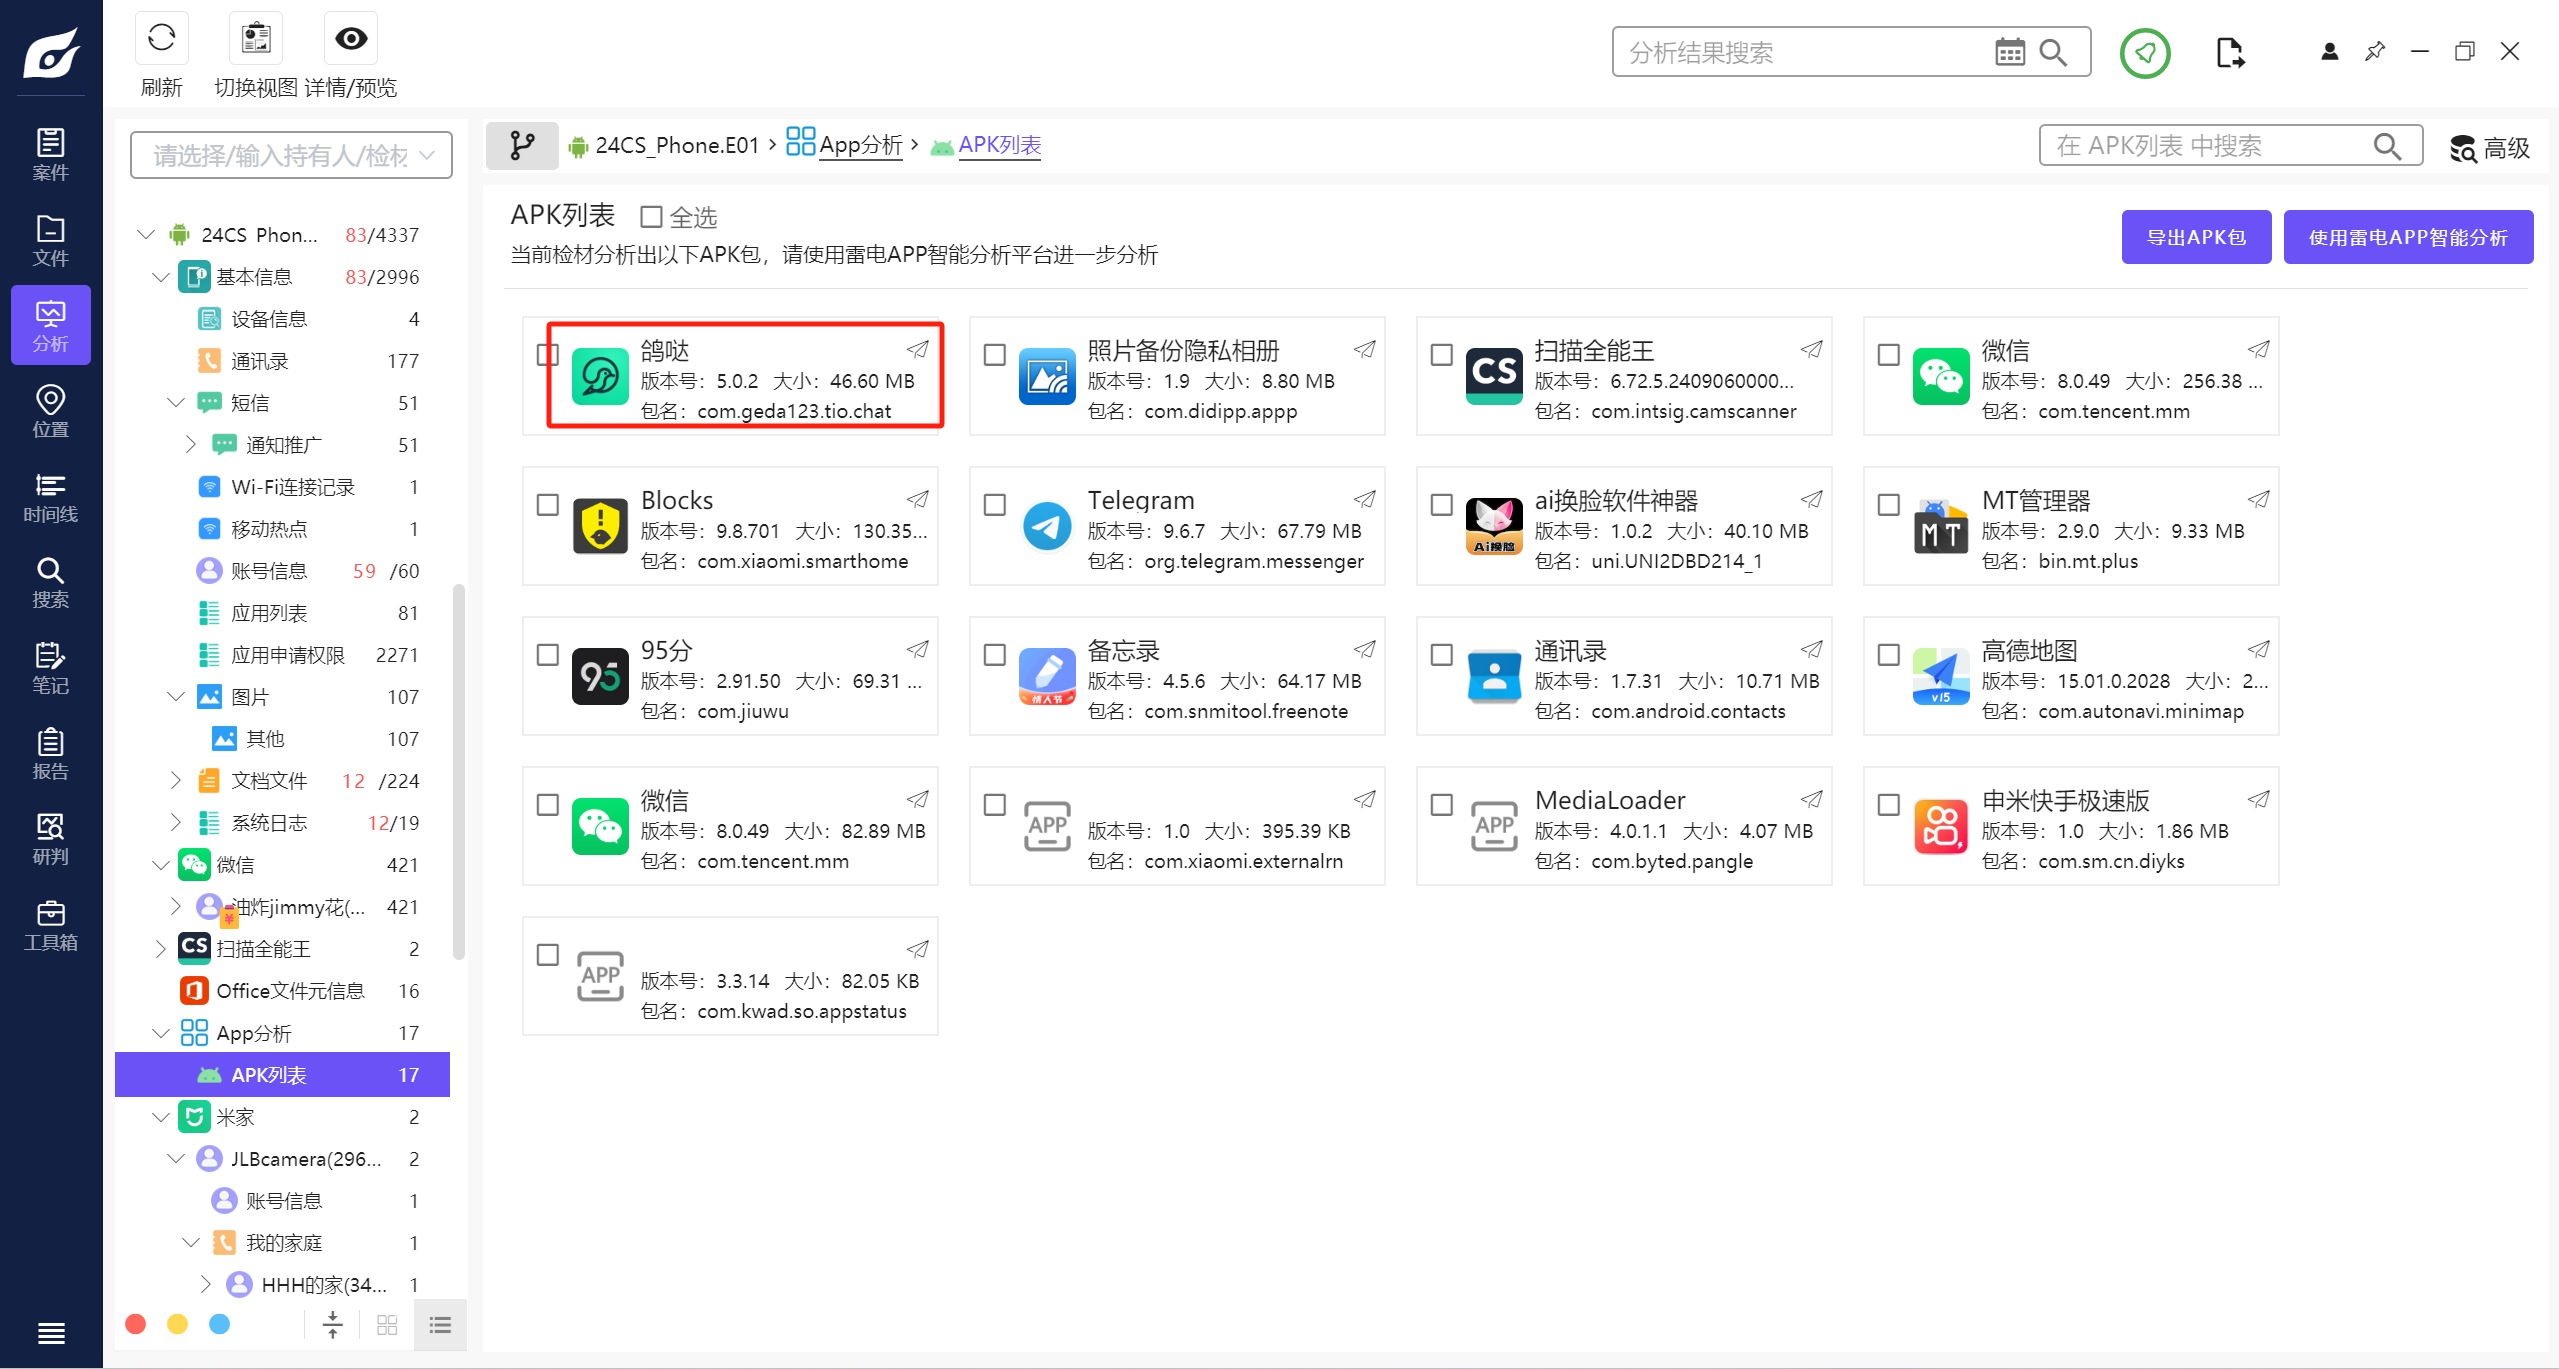 刷新
切换视图
详情/预览
分析结果搜索
案件
文件
分析
位置
时间线
搜索
笔记
报告
研判
工具箱
请选择/输入持有人/检材
24CS_Phon... 83/4337
基本信息 83/2996
设备信息 4
通讯录 177
短信 51
通知推广 51
Wi-Fi连接记录 1
移动热点 1
账号信息 59 /60
应用列表 81
应用申请权限 2271
图片 107
其他 107
文档文件 12 /224
系统日志 12/19
微信 421
油炸jimmy花(... 421
扫描全能王 2
Office文件元信息 16
App分析 17
APK列表 17
米家 2
JLBcamera(296... 2
账号信息 1
我的家庭 1
HHH的家(34... 1
24CS_Phone.E01 › App分析 › APK列表
在 APK列表 中搜索
高级
APK列表 全选
当前检材分析出以下APK包，请使用雷电APP智能分析平台进一步分析
导出APK包
使用雷电APP智能分析
鸽哒
版本号：5.0.2 大小：46.60 MB
包名：com.geda123.tio.chat
照片备份隐私相册
版本号：1.9 大小：8.80 MB
包名：com.didipp.appp
CS
扫描全能王
版本号：6.72.5.2409060000...
包名：com.intsig.camscanner
微信
版本号：8.0.49 大小：256.38 ...
包名：com.tencent.mm
Blocks
版本号：9.8.701 大小：130.35...
包名：com.xiaomi.smarthome
Telegram
版本号：9.6.7 大小：67.79 MB
包名：org.telegram.messenger
Ai换脸
ai换脸软件神器
版本号：1.0.2 大小：40.10 MB
包名：uni.UNI2DBD214_1
MT
MT管理器
版本号：2.9.0 大小：9.33 MB
包名：bin.mt.plus
95
95分
版本号：2.91.50 大小：69.31 ...
包名：com.jiuwu
情人节
备忘录
版本号：4.5.6 大小：64.17 MB
包名：com.snmitool.freenote
通讯录
版本号：1.7.31 大小：10.71 MB
包名：com.android.contacts
V15
高德地图
版本号：15.01.0.2028 大小：2...
包名：com.autonavi.minimap
微信
版本号：8.0.49 大小：82.89 MB
包名：com.tencent.mm
APP
版本号：1.0 大小：395.39 KB
包名：com.xiaomi.externalrn
APP
MediaLoader
版本号：4.0.1.1 大小：4.07 MB
包名：com.byted.pangle
申米快手极速版
版本号：1.0 大小：1.86 MB
包名：com.sm.cn.diyks
APP
版本号：3.3.14 大小：82.05 KB
包名：com.kwad.so.appstatus